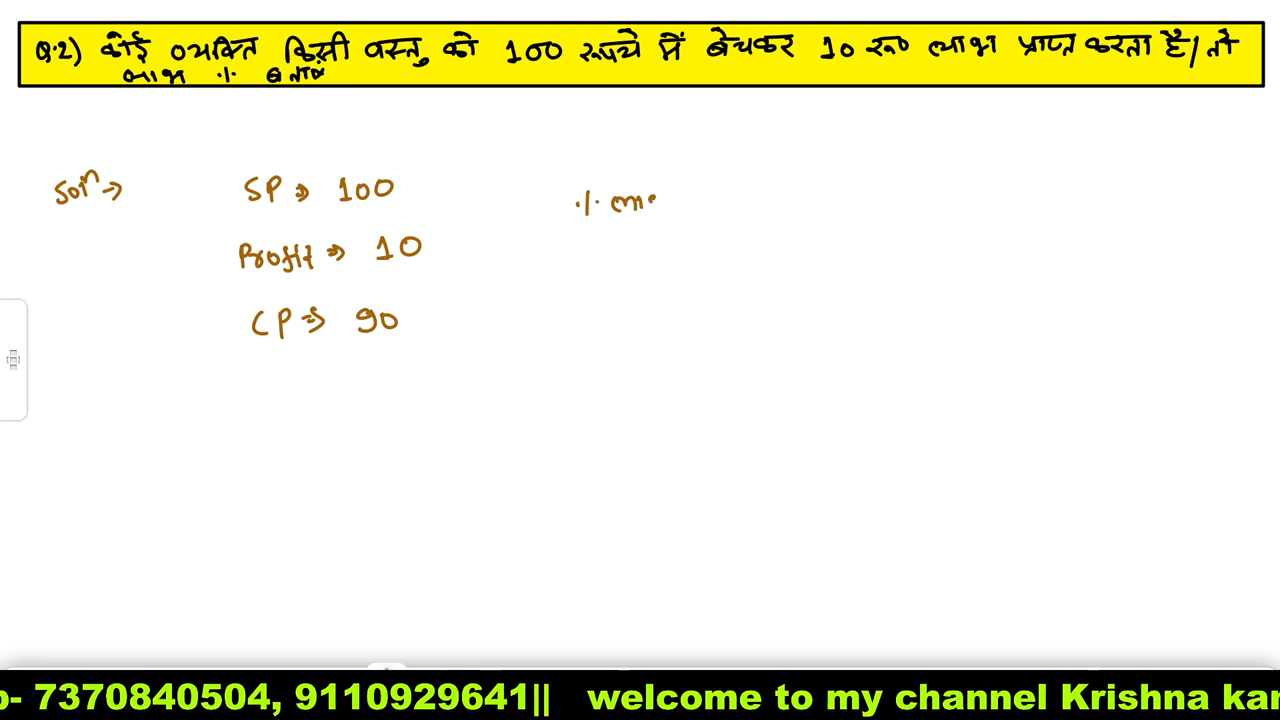 Q.2) कोई व्यक्ति किसी वस्तु को 100 रूपये में बेचकर 10 रू० लाभ प्राप्त करता है/ तो
लाभ % बताव
Solⁿ → SP ⇒ 100 % ला
Profit ⇒ 10
CP ⇒ 90
o- 7370840504, 9110929641|| welcome to my channel Krishna kar